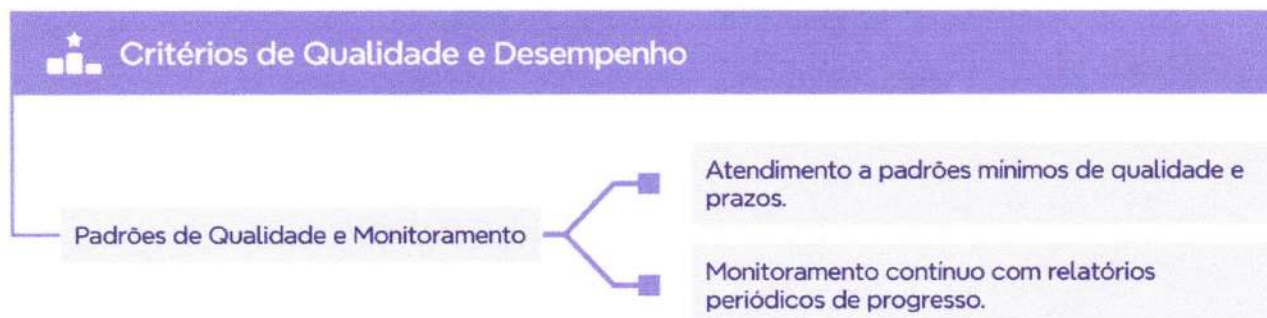 Critérios de Qualidade e Desempenho
Atendimento a padrões mínimos de qualidade e
prazos.
Padrões de Qualidade e Monitoramento
Monitoramento contínuo com relatórios
periódicos de progresso.